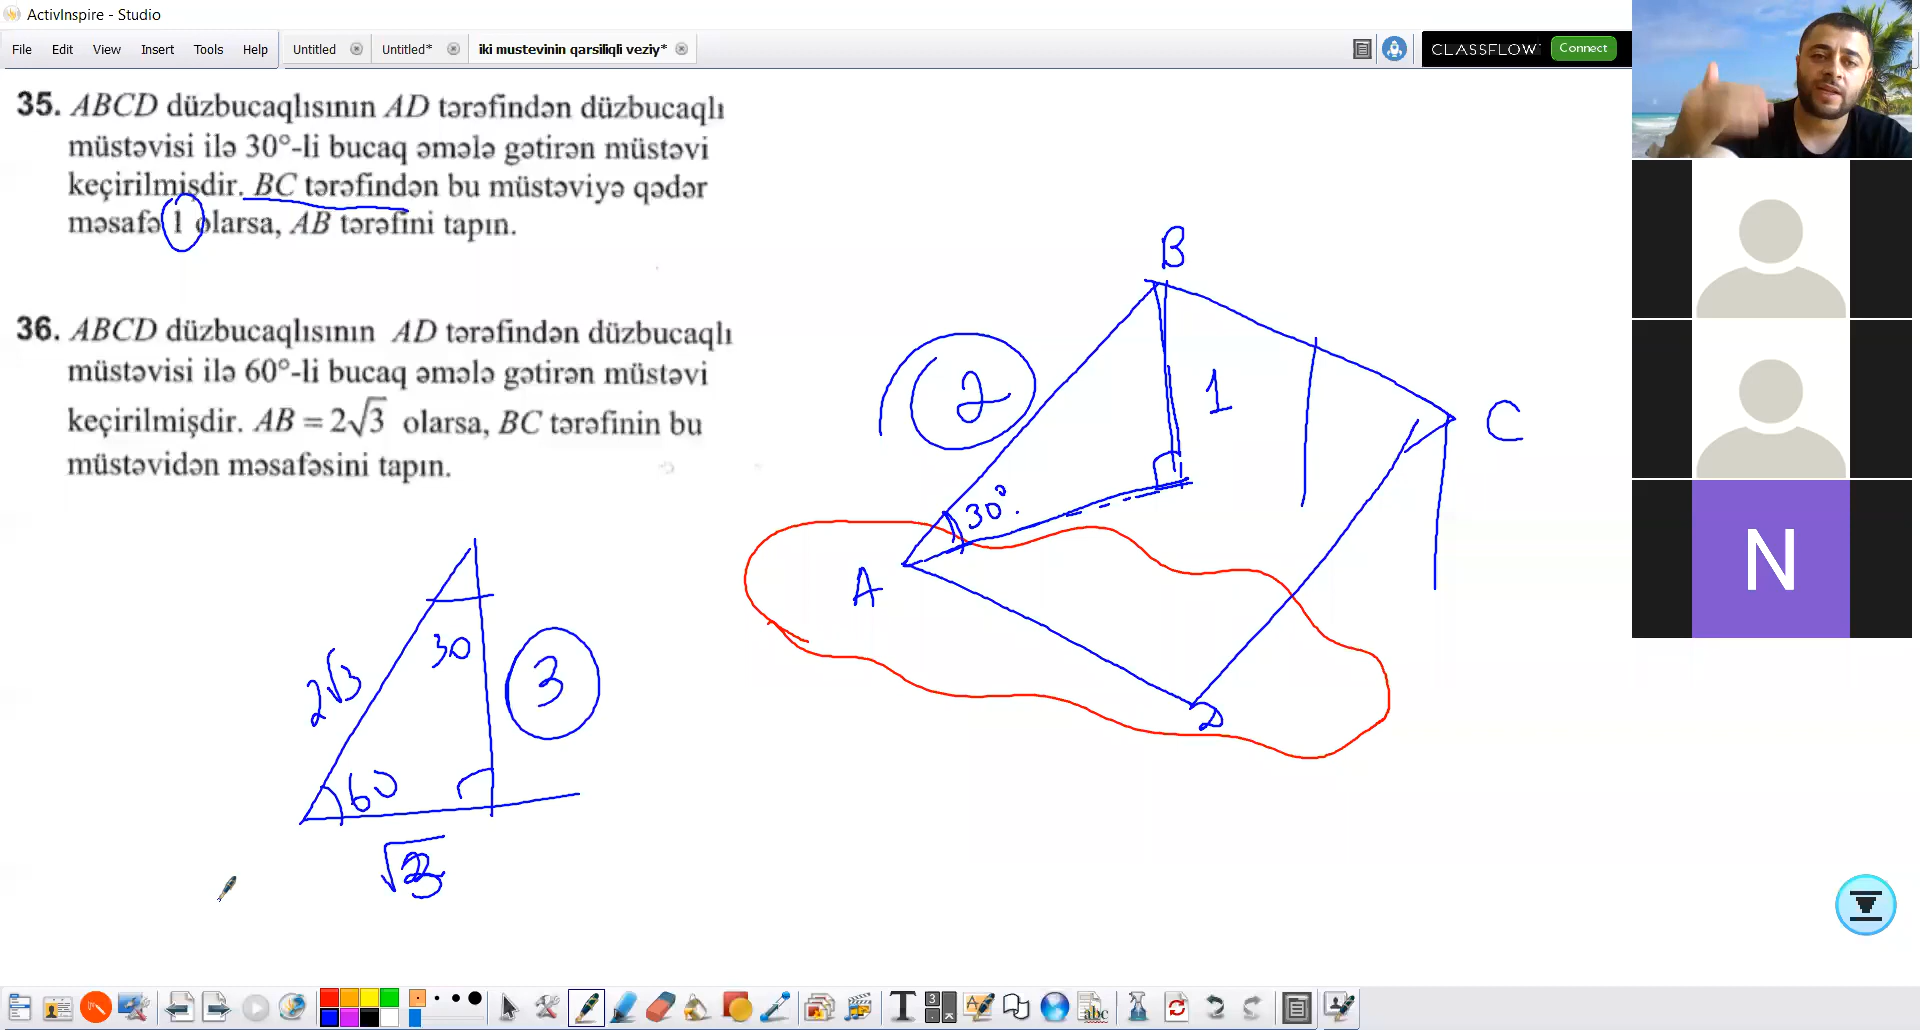 ActivInspire - Studio
File Edit View Insert Tools Help
Untitled
Untitled*
iki mustevinin qarsiliqli veziy*
CLASSFLOW
Connect
35. ABCD düzbucaqlısının AD tərəfindən düzbucaqlı
müstəvisi ilə 30°-li bucaq əmələ gətirən müstəvi
keçirilmişdir. BC tərəfindən bu müstəviyə qədər
məsafə 1 olarsa, AB tərəfini tapın.
36. ABCD düzbucaqlısının AD tərəfindən düzbucaqlı
müstəvisi ilə 60°-li bucaq əmələ gətirən müstəvi
keçirilmişdir. AB = 2√3 olarsa, BC tərəfinin bu
müstəvidən məsafəsini tapın.
B
2
1
C
30°
A
D
30
2√3
3
60
√3
N